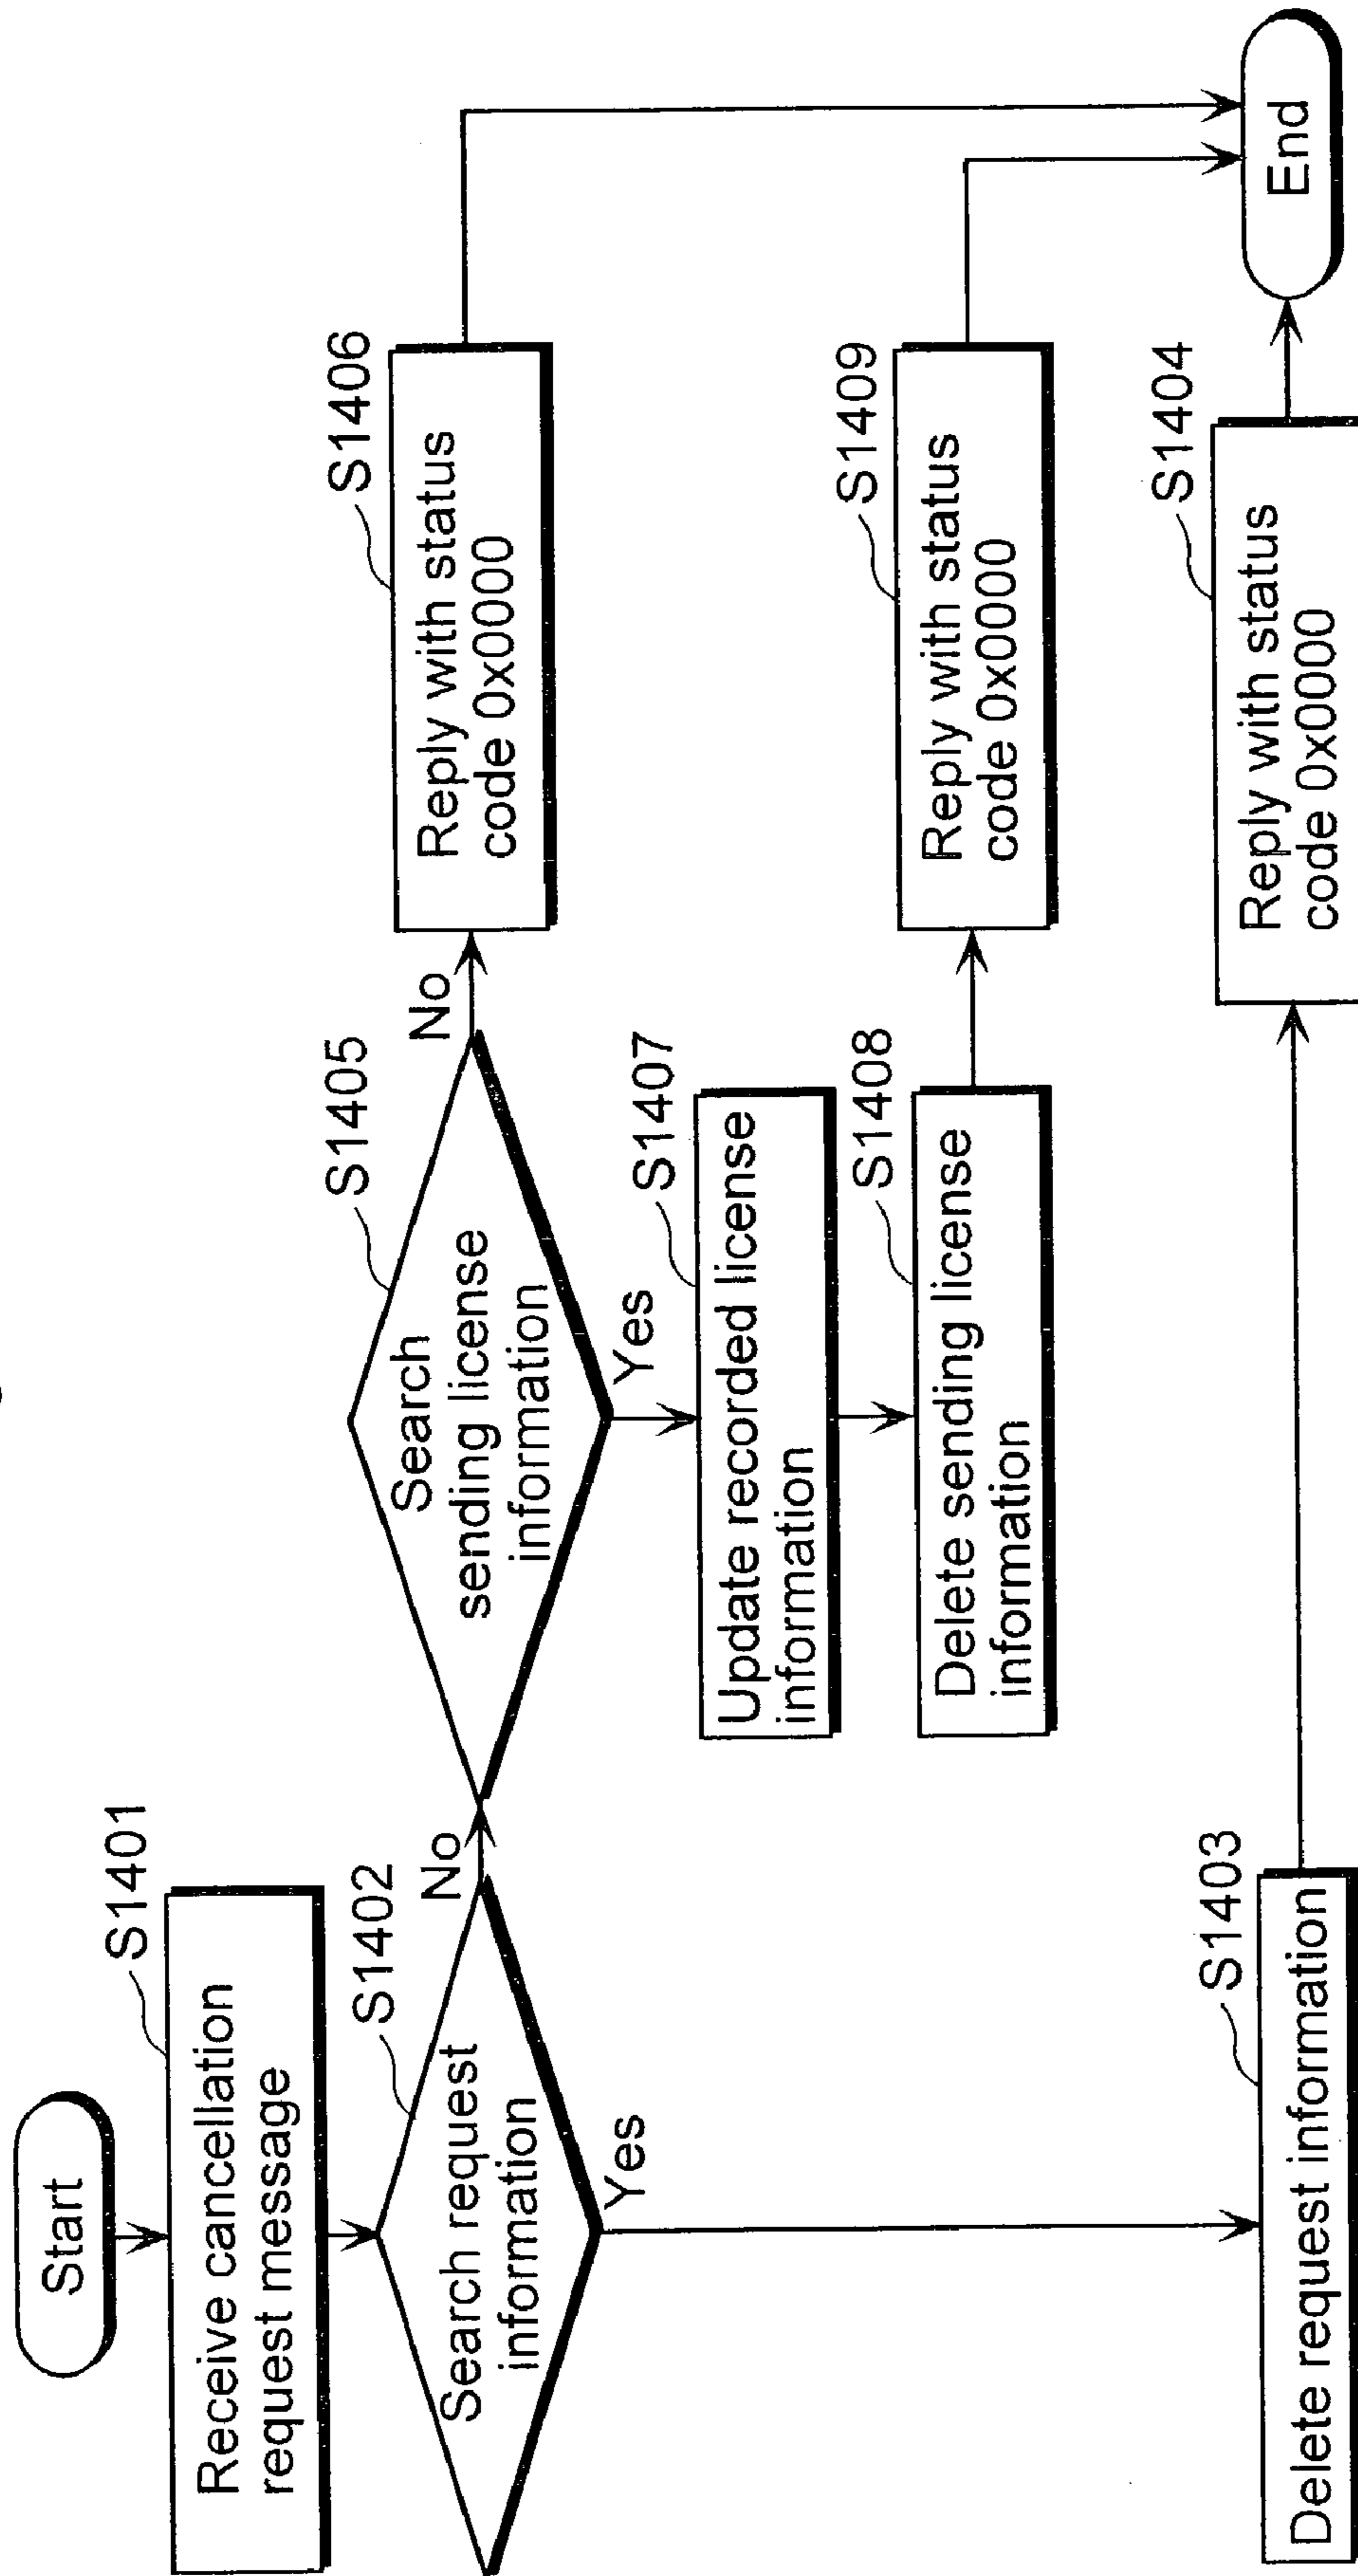 Start
S1401
Receive cancellation
request message
S1402
Search request
information
No
Yes
S1405
Search
sending license
information
No
Yes
S1406
Reply with status
code 0x0000
S1407
Update recorded license
information
S1408
Delete sending license
information
S1409
Reply with status
code 0x0000
S1403
Delete request information
S1404
Reply with status
code 0x0000
End